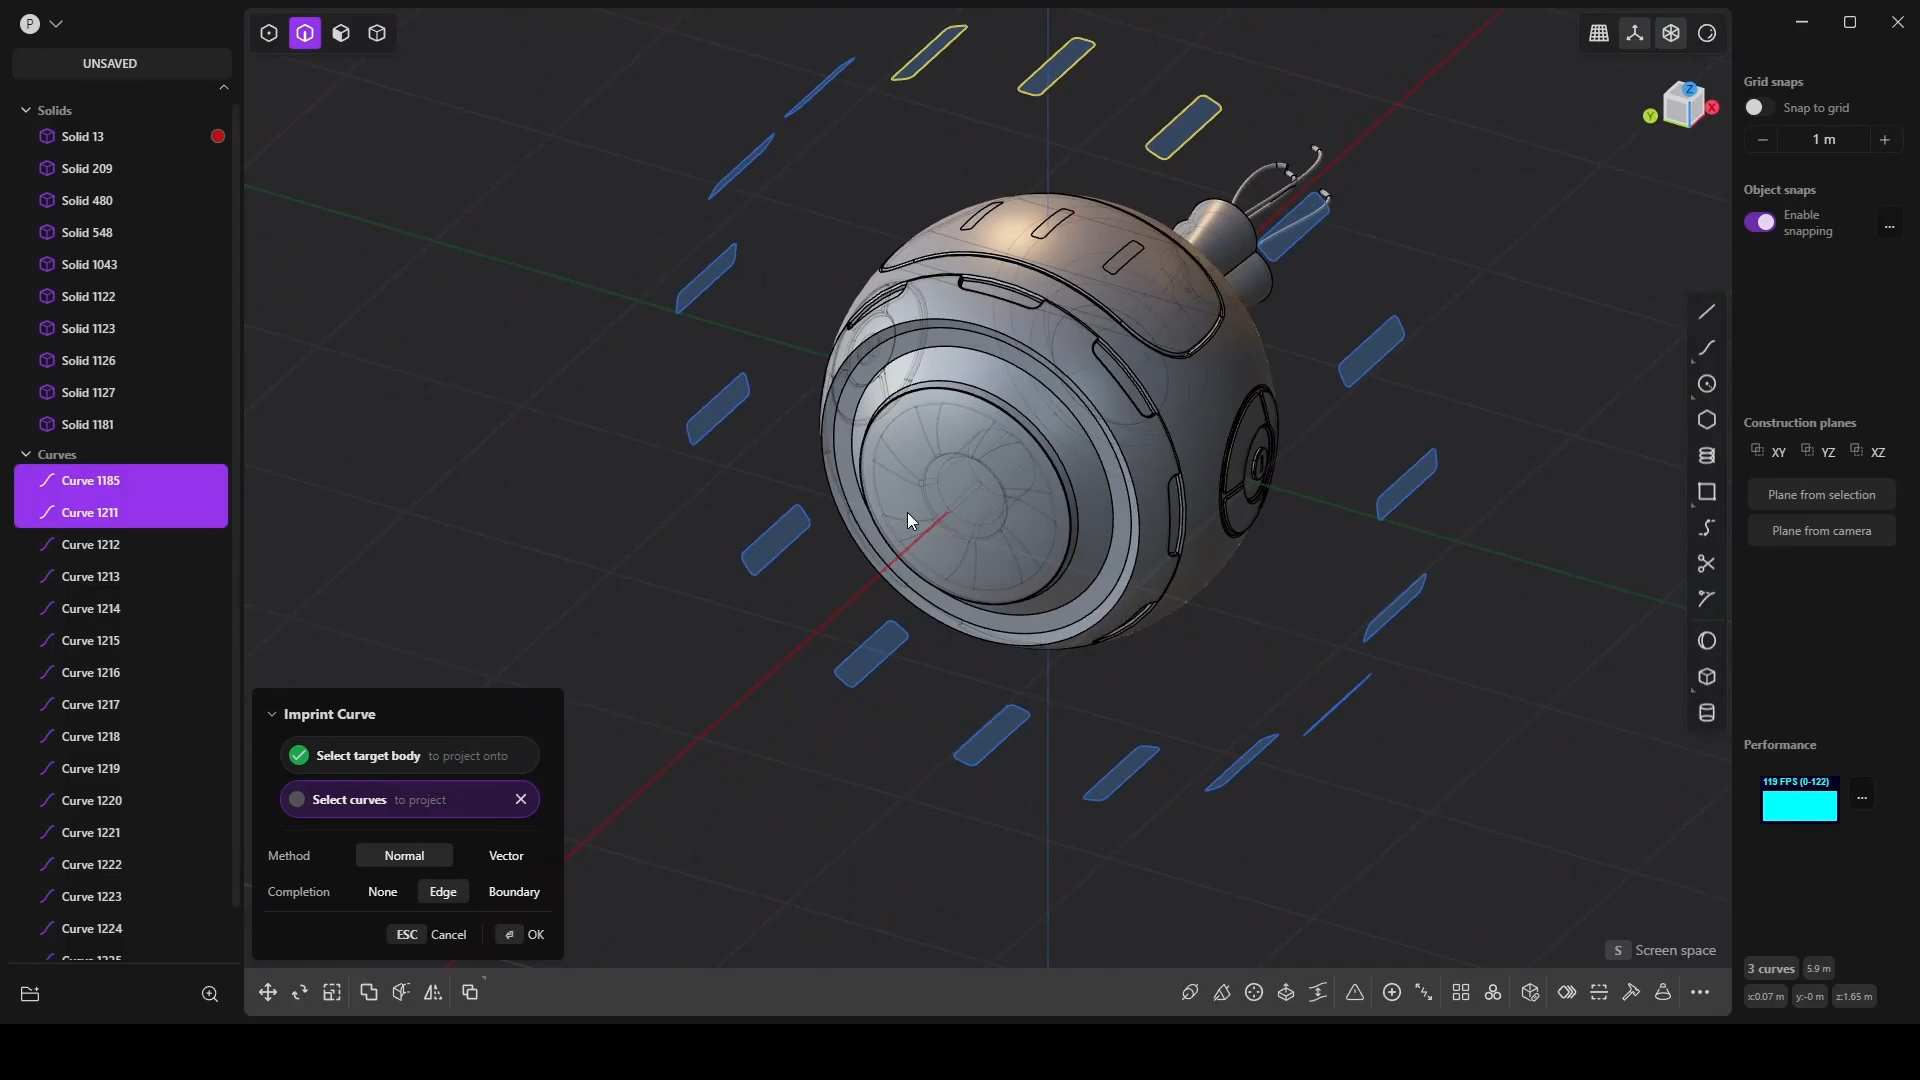 P
UNSAVED
Solids
Solid 13
Solid 209
Solid 480
Solid 548
Solid 1043
Solid 1122
Solid 1123
Solid 1126
Solid 1127
Solid 1181
Curves
Curve 1185
Curve 1211
Curve 1212
Curve 1213
Curve 1214
Curve 1215
Curve 1216
Curve 1217
Curve 1218
Curve 1219
Curve 1220
Curve 1221
Curve 1222
Curve 1223
Curve 1224
Imprint Curve
Select target body to project onto
Select curves to project
Method Normal Vector
Completion None Edge Boundary
ESC Cancel OK
Z
X
Y
Grid snaps
Snap to grid
1 m
Object snaps
Enable
snapping
...
Construction planes
XY YZ XZ
Plane from selection
Plane from camera
Performance
119 FPS (0-122)
...
S Screen space
3 curves 5.9 m
x:0.07 m y:-0 m z:1.65 m